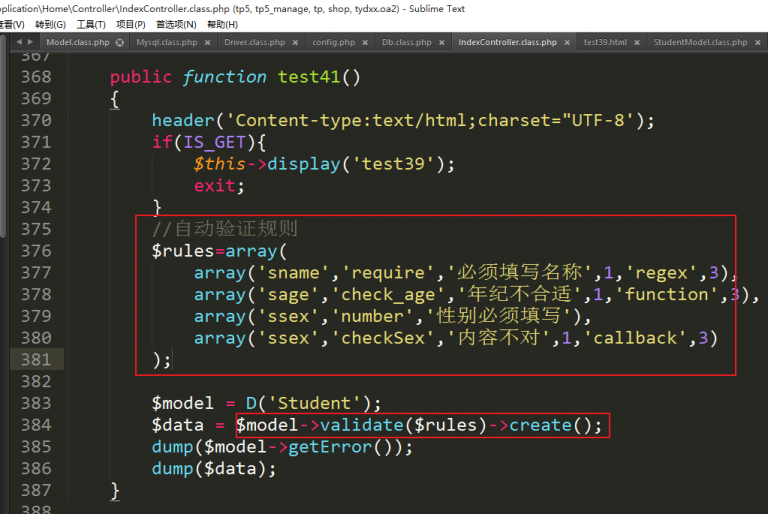 plication\Home\Controller\IndexController.class.php (tp5, tp5_manage, tp, shop, tydxx.oa2) - Sublime Text
查看(V) 转到(G) 工具(T) 项目(P) 首选项(N) 帮助(H)
Model.class.php Mysql.class.php Driver.class.php config.php Db.class.php IndexController.class.php test39.html StudentModel.class.php
367
368 public function test41()
369 {
370 header('Content-type:text/html;charset="UTF-8');
371 if(IS_GET){
372 $this->display('test39');
373 exit;
374 }
375 //自动验证规则
376 $rules=array(
377 array('sname','require','必须填写名称',1,'regex',3),
378 array('sage','check_age','年纪不合适',1,'function',3),
379 array('ssex','number','性别必须填写'),
380 array('ssex','checkSex','内容不对',1,'callback',3)
381 );
382
383 $model = D('Student');
384 $data = $model->validate($rules)->create();
385 dump($model->getError());
386 dump($data);
387 }
388